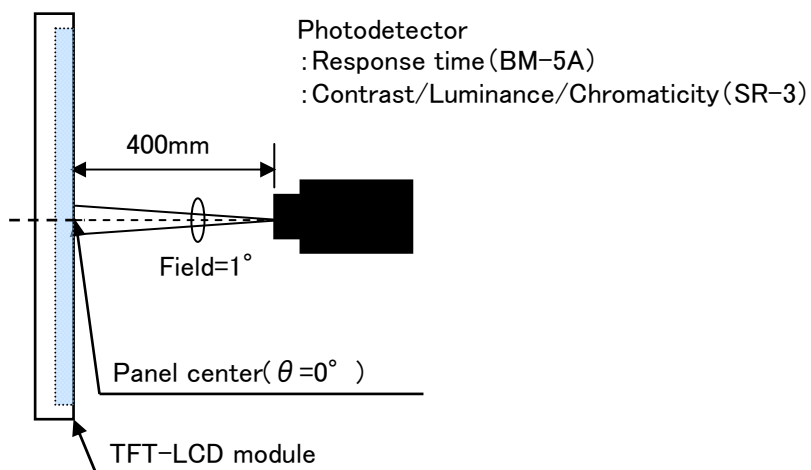 Photodetector
:Response time(BM-5A)
:Contrast/Luminance/Chromaticity(SR-3)
400mm
Field=1°
Panel center(θ=0° )
TFT-LCD module